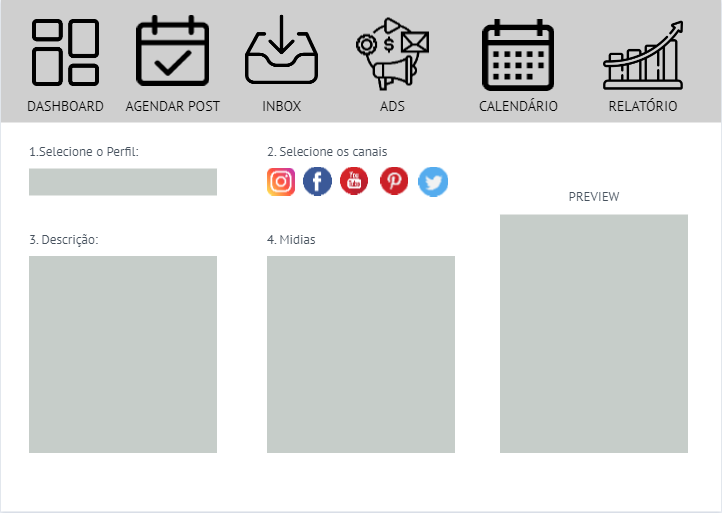 DASHBOARD AGENDAR POST INBOX ADS CALENDÁRIO RELATÓRIO
1.Selecione o Perfil:
2. Selecione os canais
You
Tube
PREVIEW
3. Descrição:
4. Midias